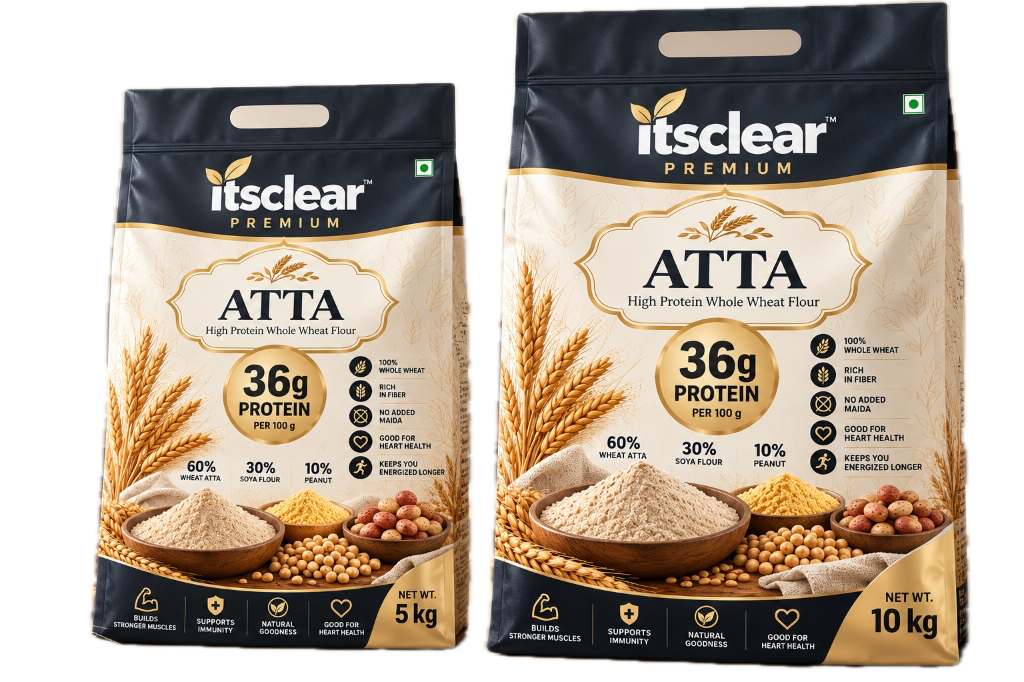 itsclear™
PREMIUM
ATTA
High Protein Whole Wheat Flour
36g
PROTEIN
PER 100 g
100%
WHOLE WHEAT
RICH
IN FIBER
NO ADDED
MAIDA
GOOD FOR
HEART HEALTH
KEEPS YOU
ENERGIZED LONGER
60%
WHEAT ATTA
30%
SOYA FLOUR
10%
PEANUT
BUILDS
STRONGER MUSCLES
SUPPORTS
IMMUNITY
NATURAL
GOODNESS
GOOD FOR
HEART HEALTH
NET WT.
5 kg
itsclear™
PREMIUM
ATTA
High Protein Whole Wheat Flour
36g
PROTEIN
PER 100 g
100%
WHOLE WHEAT
RICH
IN FIBER
NO ADDED
MAIDA
GOOD FOR
HEART HEALTH
KEEPS YOU
ENERGIZED LONGER
60%
WHEAT ATTA
30%
SOYA FLOUR
10%
PEANUT
BUILDS
STRONGER MUSCLES
SUPPORTS
IMMUNITY
NATURAL
GOODNESS
GOOD FOR
HEART HEALTH
NET WT.
10 kg